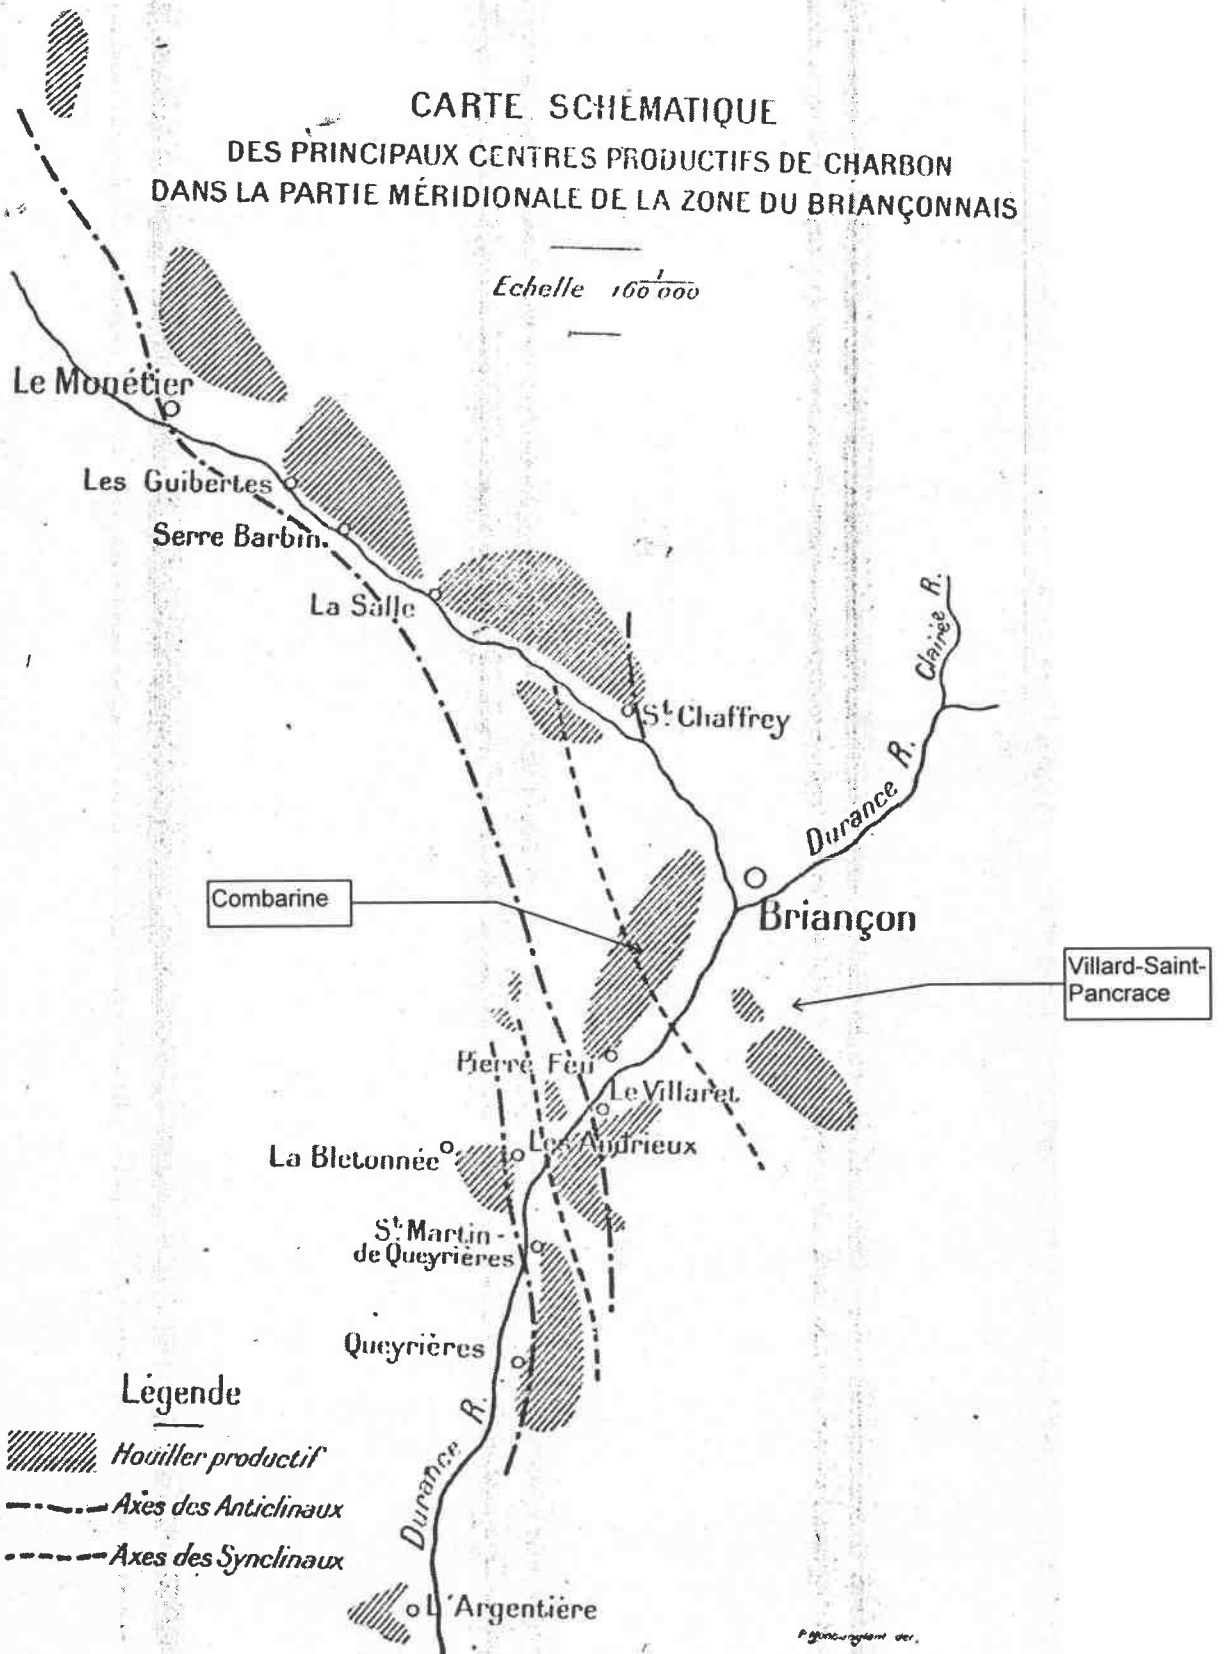 CARTE SCHÉMATIQUE
DES PRINCIPAUX CENTRES PRODUCTIFS DE CHARBON
DANS LA PARTIE MÉRIDIONALE DE LA ZONE DU BRIANÇONNAIS
Echelle 1/160 000
Le Monétier
Les Guibertes
Serre Barbin.
La Salle
Clairée R.
St. Chaffrey
Durance R.
Combarine
Briançon
Villard-Saint-
Pancrace
Pierre Feu
Le Villaret
Les Andrieux
La Bletonnée
St. Martin-
de Queyrières
Queyrières
Durance R.
Légende
Houiller productif
Axes des Anticlinaux
Axes des Synclinaux
L'Argentière